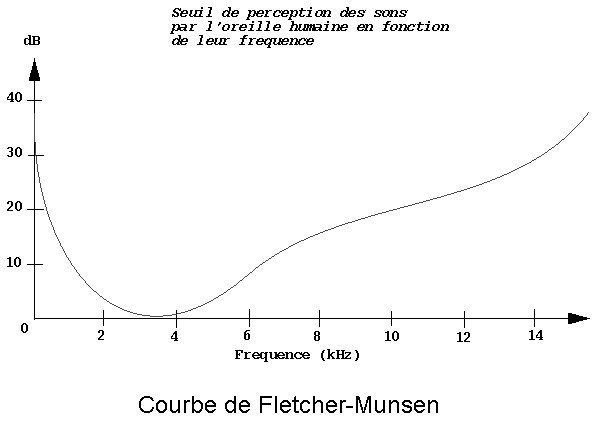 Seuil de perception des sons
par l'oreille humaine en fonction
de leur frequence
dB
40
30
20
10
0
2 4 6 8 10 12 14
Frequence (kHz)
Courbe de Fletcher-Munsen